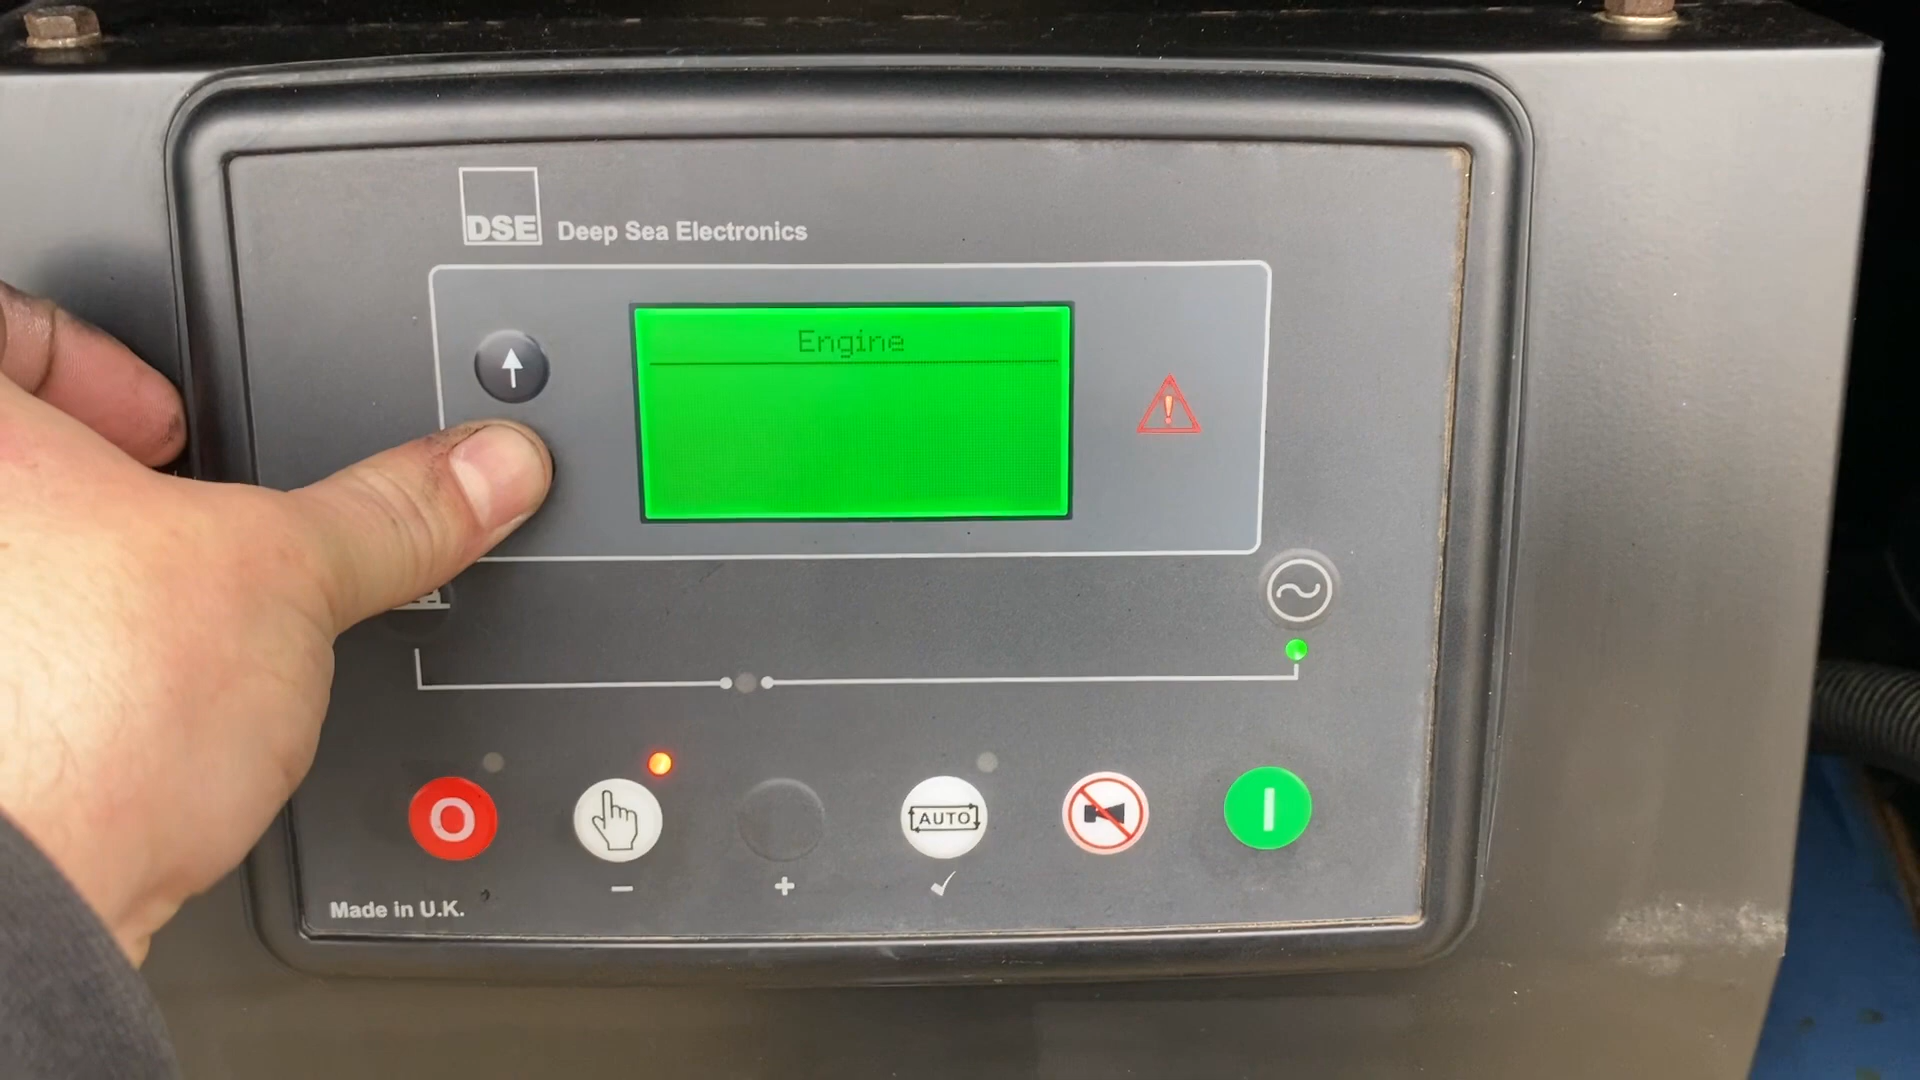 DSE
Deep Sea Electronics
Engine
O
AUTO
I
− + ✓
Made in U.K.